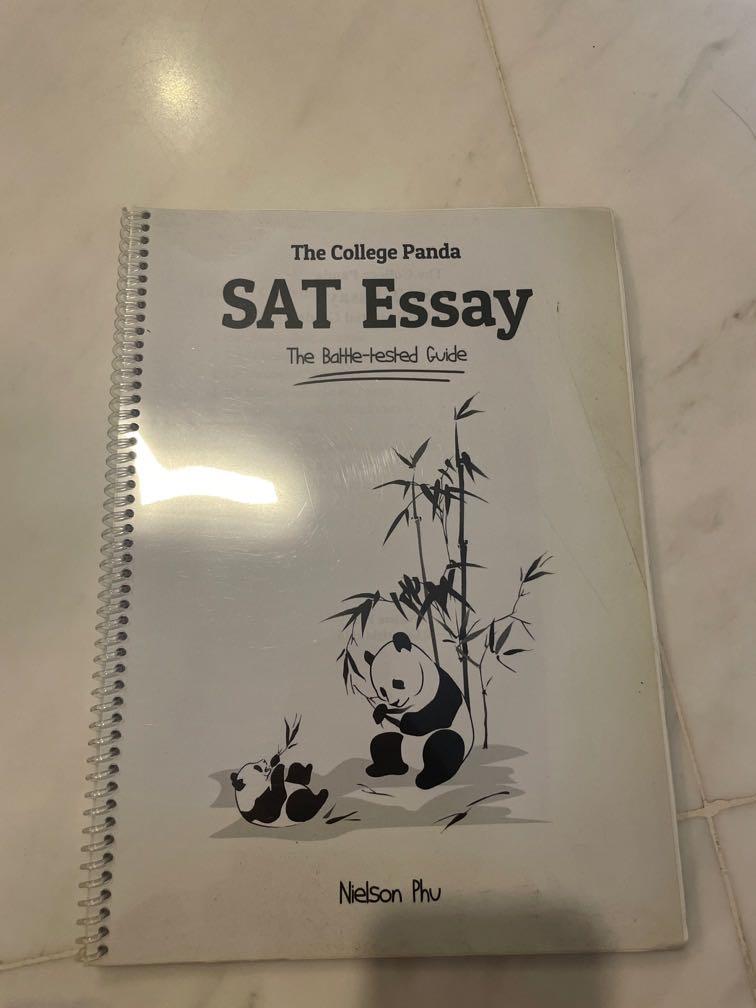 The College Panda
SAT Essay
The Battle-tested Guide
Nielson Phu